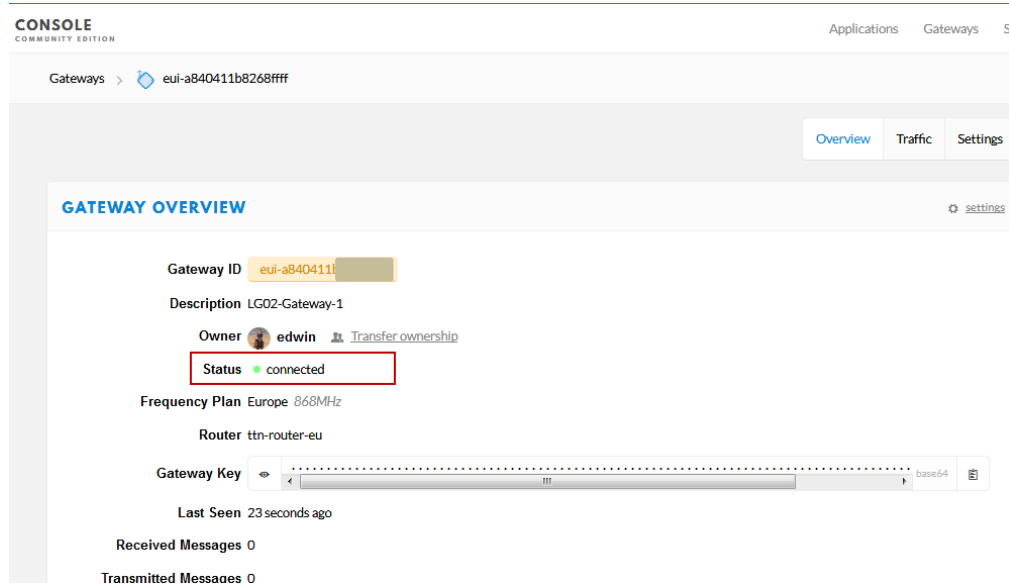 CONSOLE
COMMUNITY EDITION
Applications Gateways S
Gateways > eui-a840411b8268ffff
Overview Traffic Settings
GATEWAY OVERVIEW
settings
Gateway ID eui-a840411b
Description LG02-Gateway-1
Owner edwin Transfer ownership
Status connected
Frequency Plan Europe 868MHz
Router ttn-router-eu
Gateway Key base64
Last Seen 23 seconds ago
Received Messages 0
Transmitted Messages 0